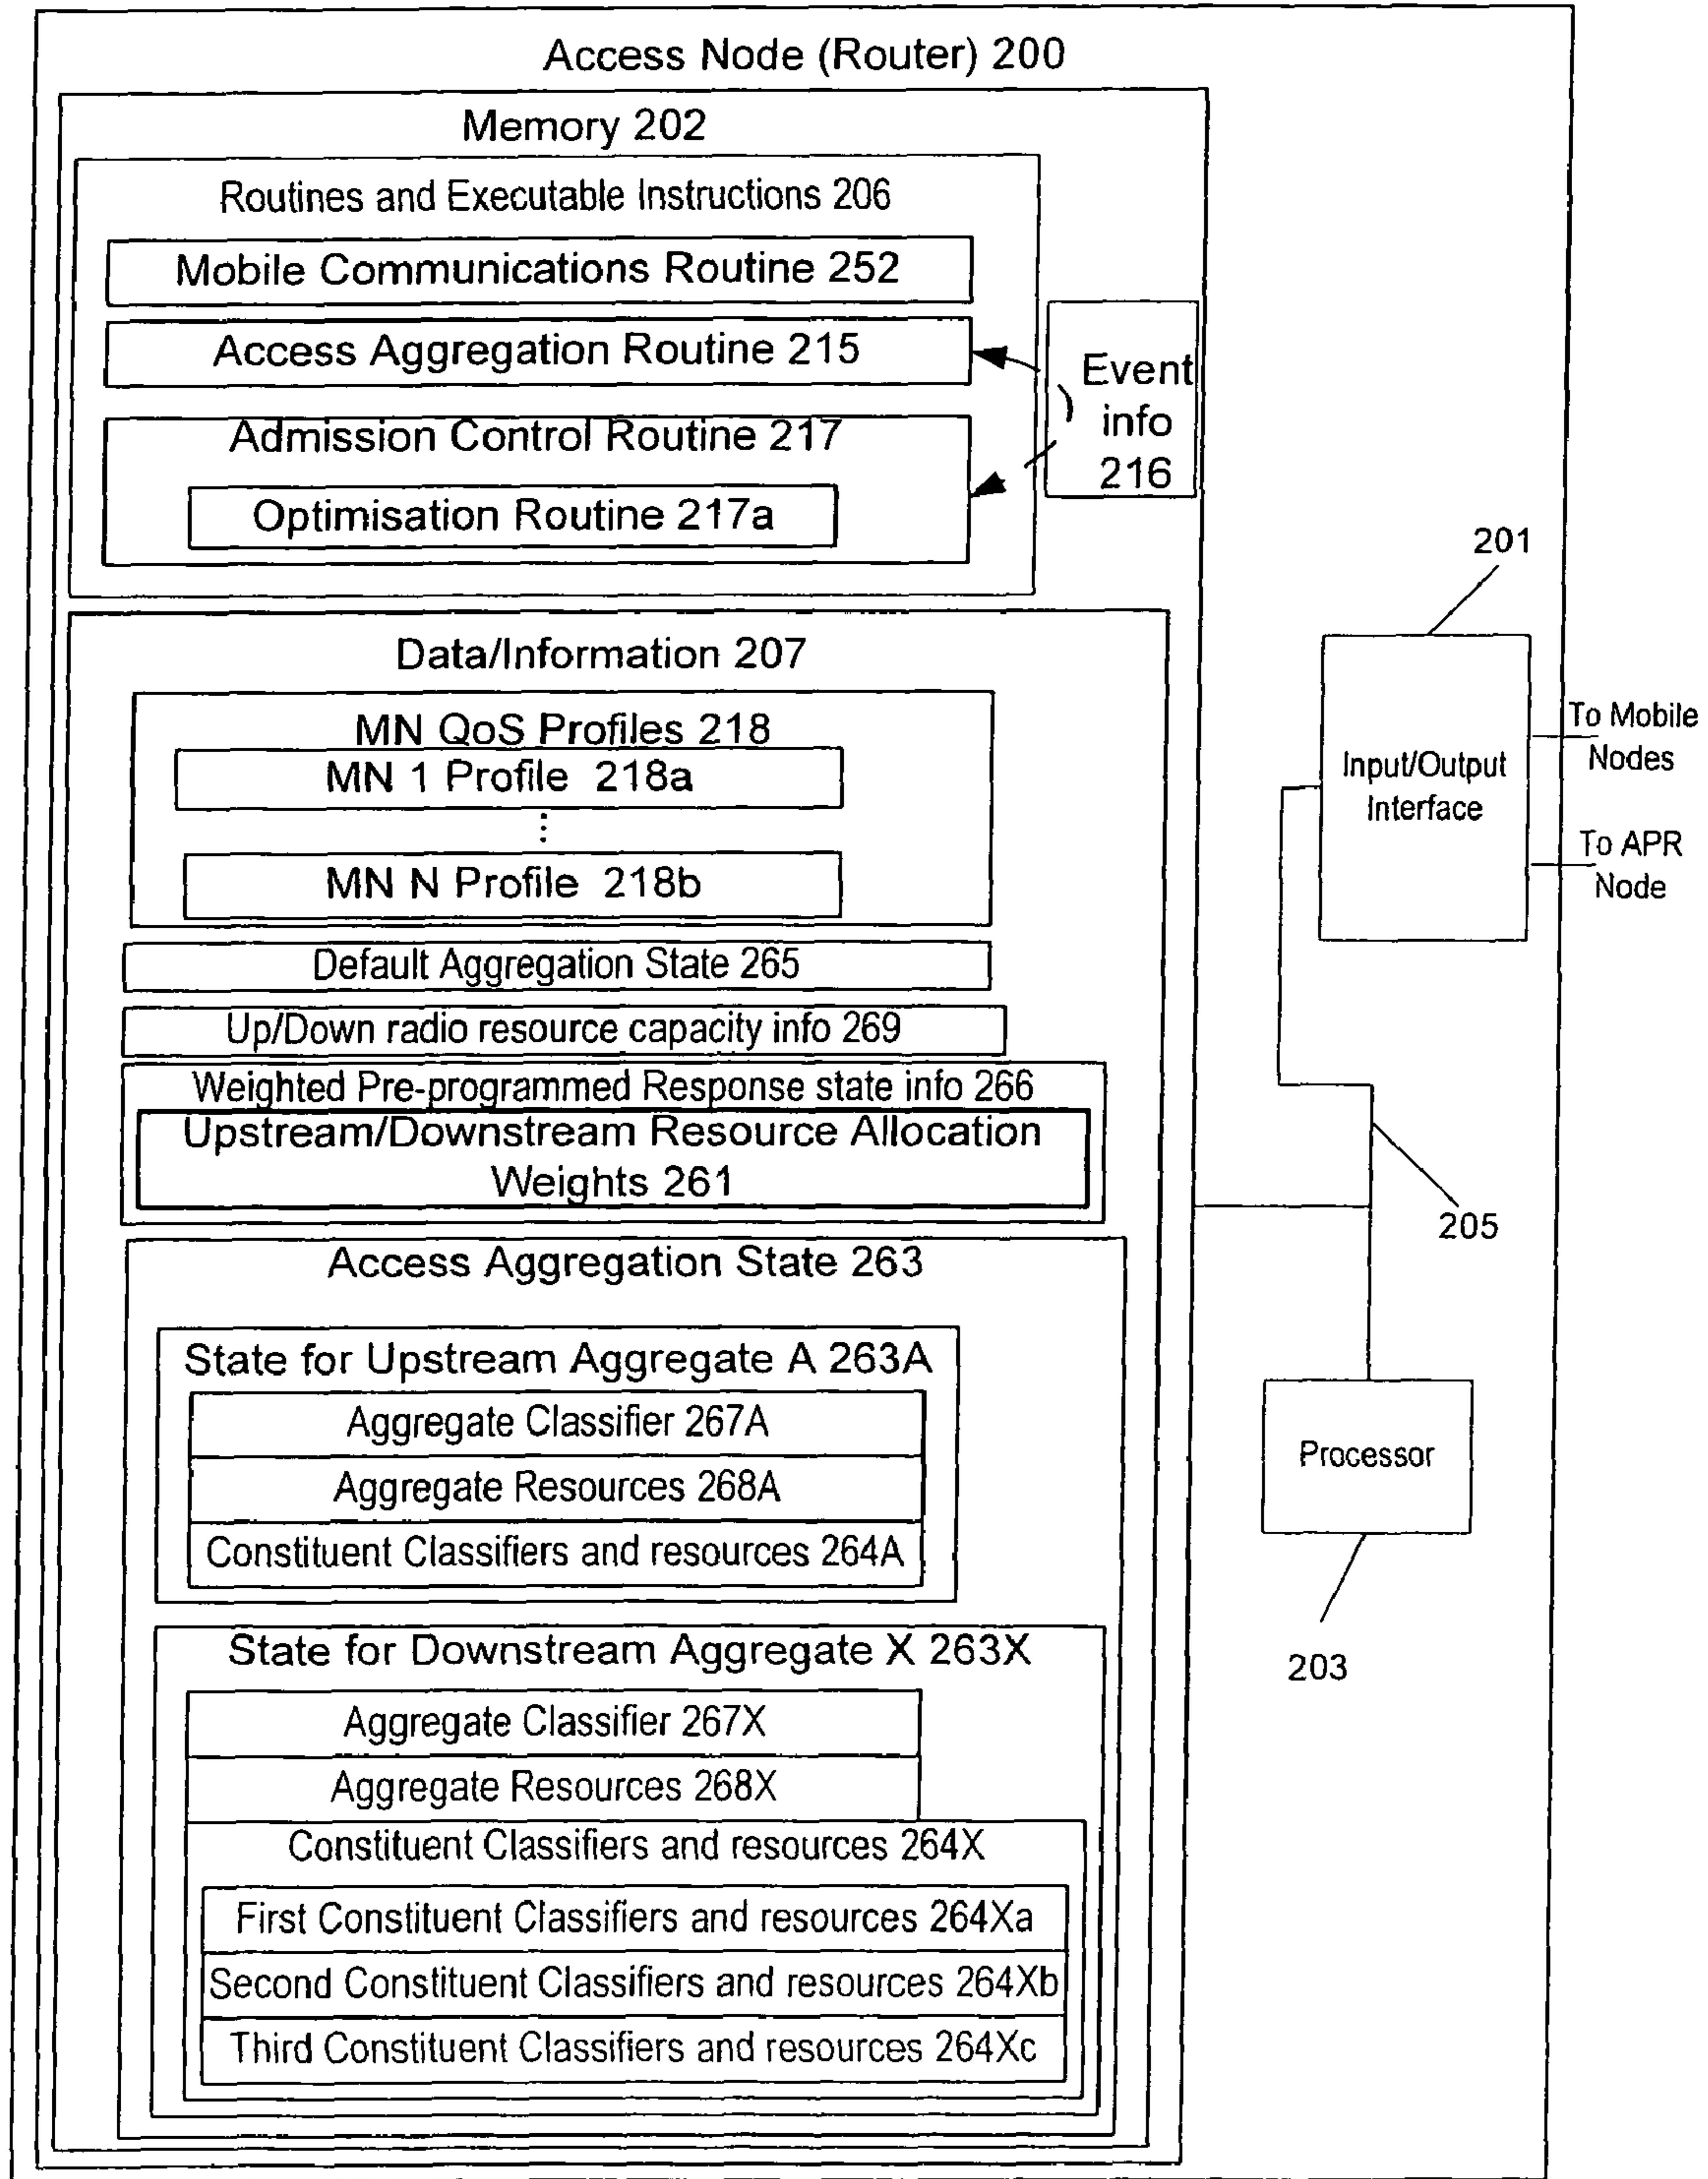 Access Node (Router) 200
Memory 202
Routines and Executable Instructions 206
Mobile Communications Routine 252
Access Aggregation Routine 215
Admission Control Routine 217
Optimisation Routine 217a
Event
info
216
Data/Information 207
MN QoS Profiles 218
MN 1 Profile 218a
⋮
MN N Profile 218b
Default Aggregation State 265
Up/Down radio resource capacity info 269
Weighted Pre-programmed Response state info 266
Upstream/Downstream Resource Allocation
Weights 261
Access Aggregation State 263
State for Upstream Aggregate A 263A
Aggregate Classifier 267A
Aggregate Resources 268A
Constituent Classifiers and resources 264A
State for Downstream Aggregate X 263X
Aggregate Classifier 267X
Aggregate Resources 268X
Constituent Classifiers and resources 264X
First Constituent Classifiers and resources 264Xa
Second Constituent Classifiers and resources 264Xb
Third Constituent Classifiers and resources 264Xc
201
Input/Output
Interface
To Mobile
Nodes
To APR
Node
205
Processor
203